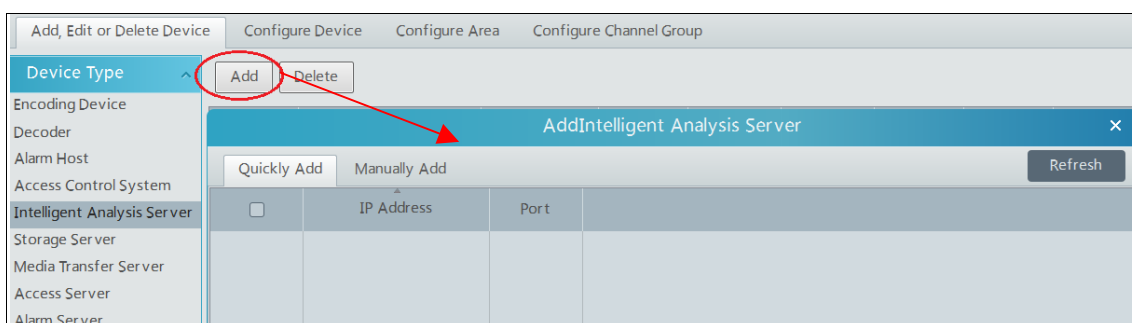 Add, Edit or Delete Device Configure Device Configure Area Configure Channel Group
Device Type Add Delete
Encoding Device
Decoder
Alarm Host
Access Control System
Intelligent Analysis Server
Storage Server
Media Transfer Server
Access Server
Alarm Server
AddIntelligent Analysis Server
Quickly Add Manually Add Refresh
IP Address Port